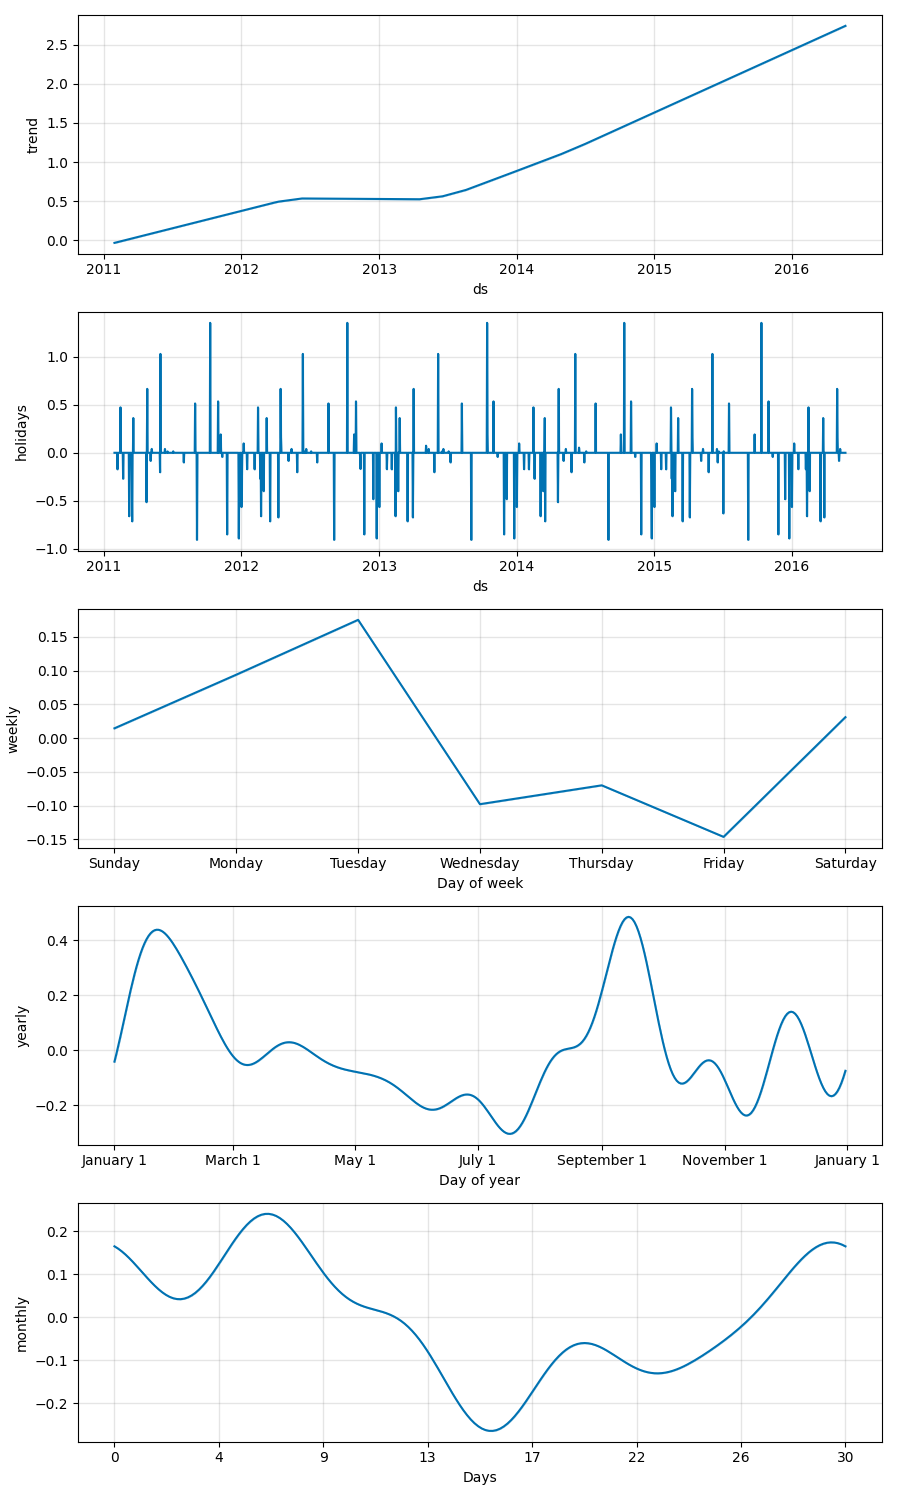 2.5
2.0
1.5
1.0
0.5
0.0
trend
2011 2012 2013 2014 2015 2016
ds
1.0
0.5
0.0
−0.5
−1.0
holidays
2011 2012 2013 2014 2015 2016
ds
0.15
0.10
0.05
0.00
−0.05
−0.10
−0.15
weekly
Sunday Monday Tuesday Wednesday Thursday Friday Saturday
Day of week
0.4
0.2
0.0
−0.2
yearly
January 1 March 1 May 1 July 1 September 1 November 1 January 1
Day of year
0.2
0.1
0.0
−0.1
−0.2
monthly
0 4 9 13 17 22 26 30
Days